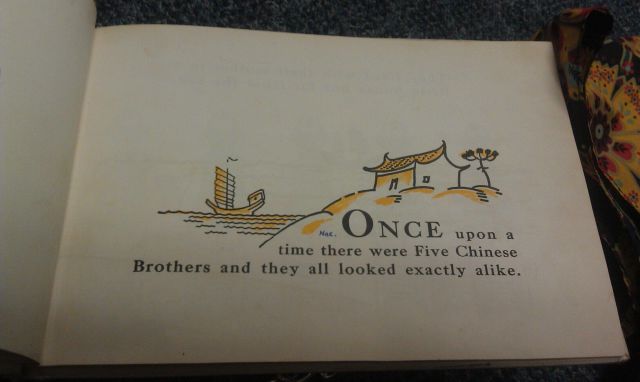 ONCE upon a
time there were Five Chinese
Brothers and they all looked exactly alike.